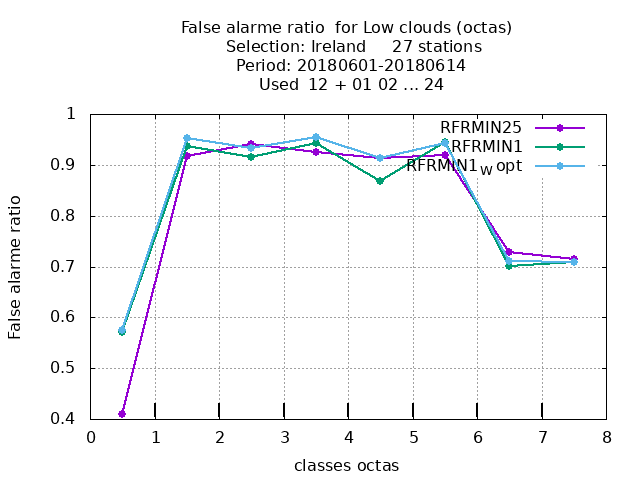 False alarme ratio  for Low clouds (octas)
Selection: Ireland     27 stations
Period: 20180601-20180614
Used  12 + 01 02 ... 24
RFRMIN25
RFRMIN1
RFRMIN1w opt
False alarme ratio
1
0.9
0.8
0.7
0.6
0.5
0.4
0 1 2 3 4 5 6 7 8
classes octas